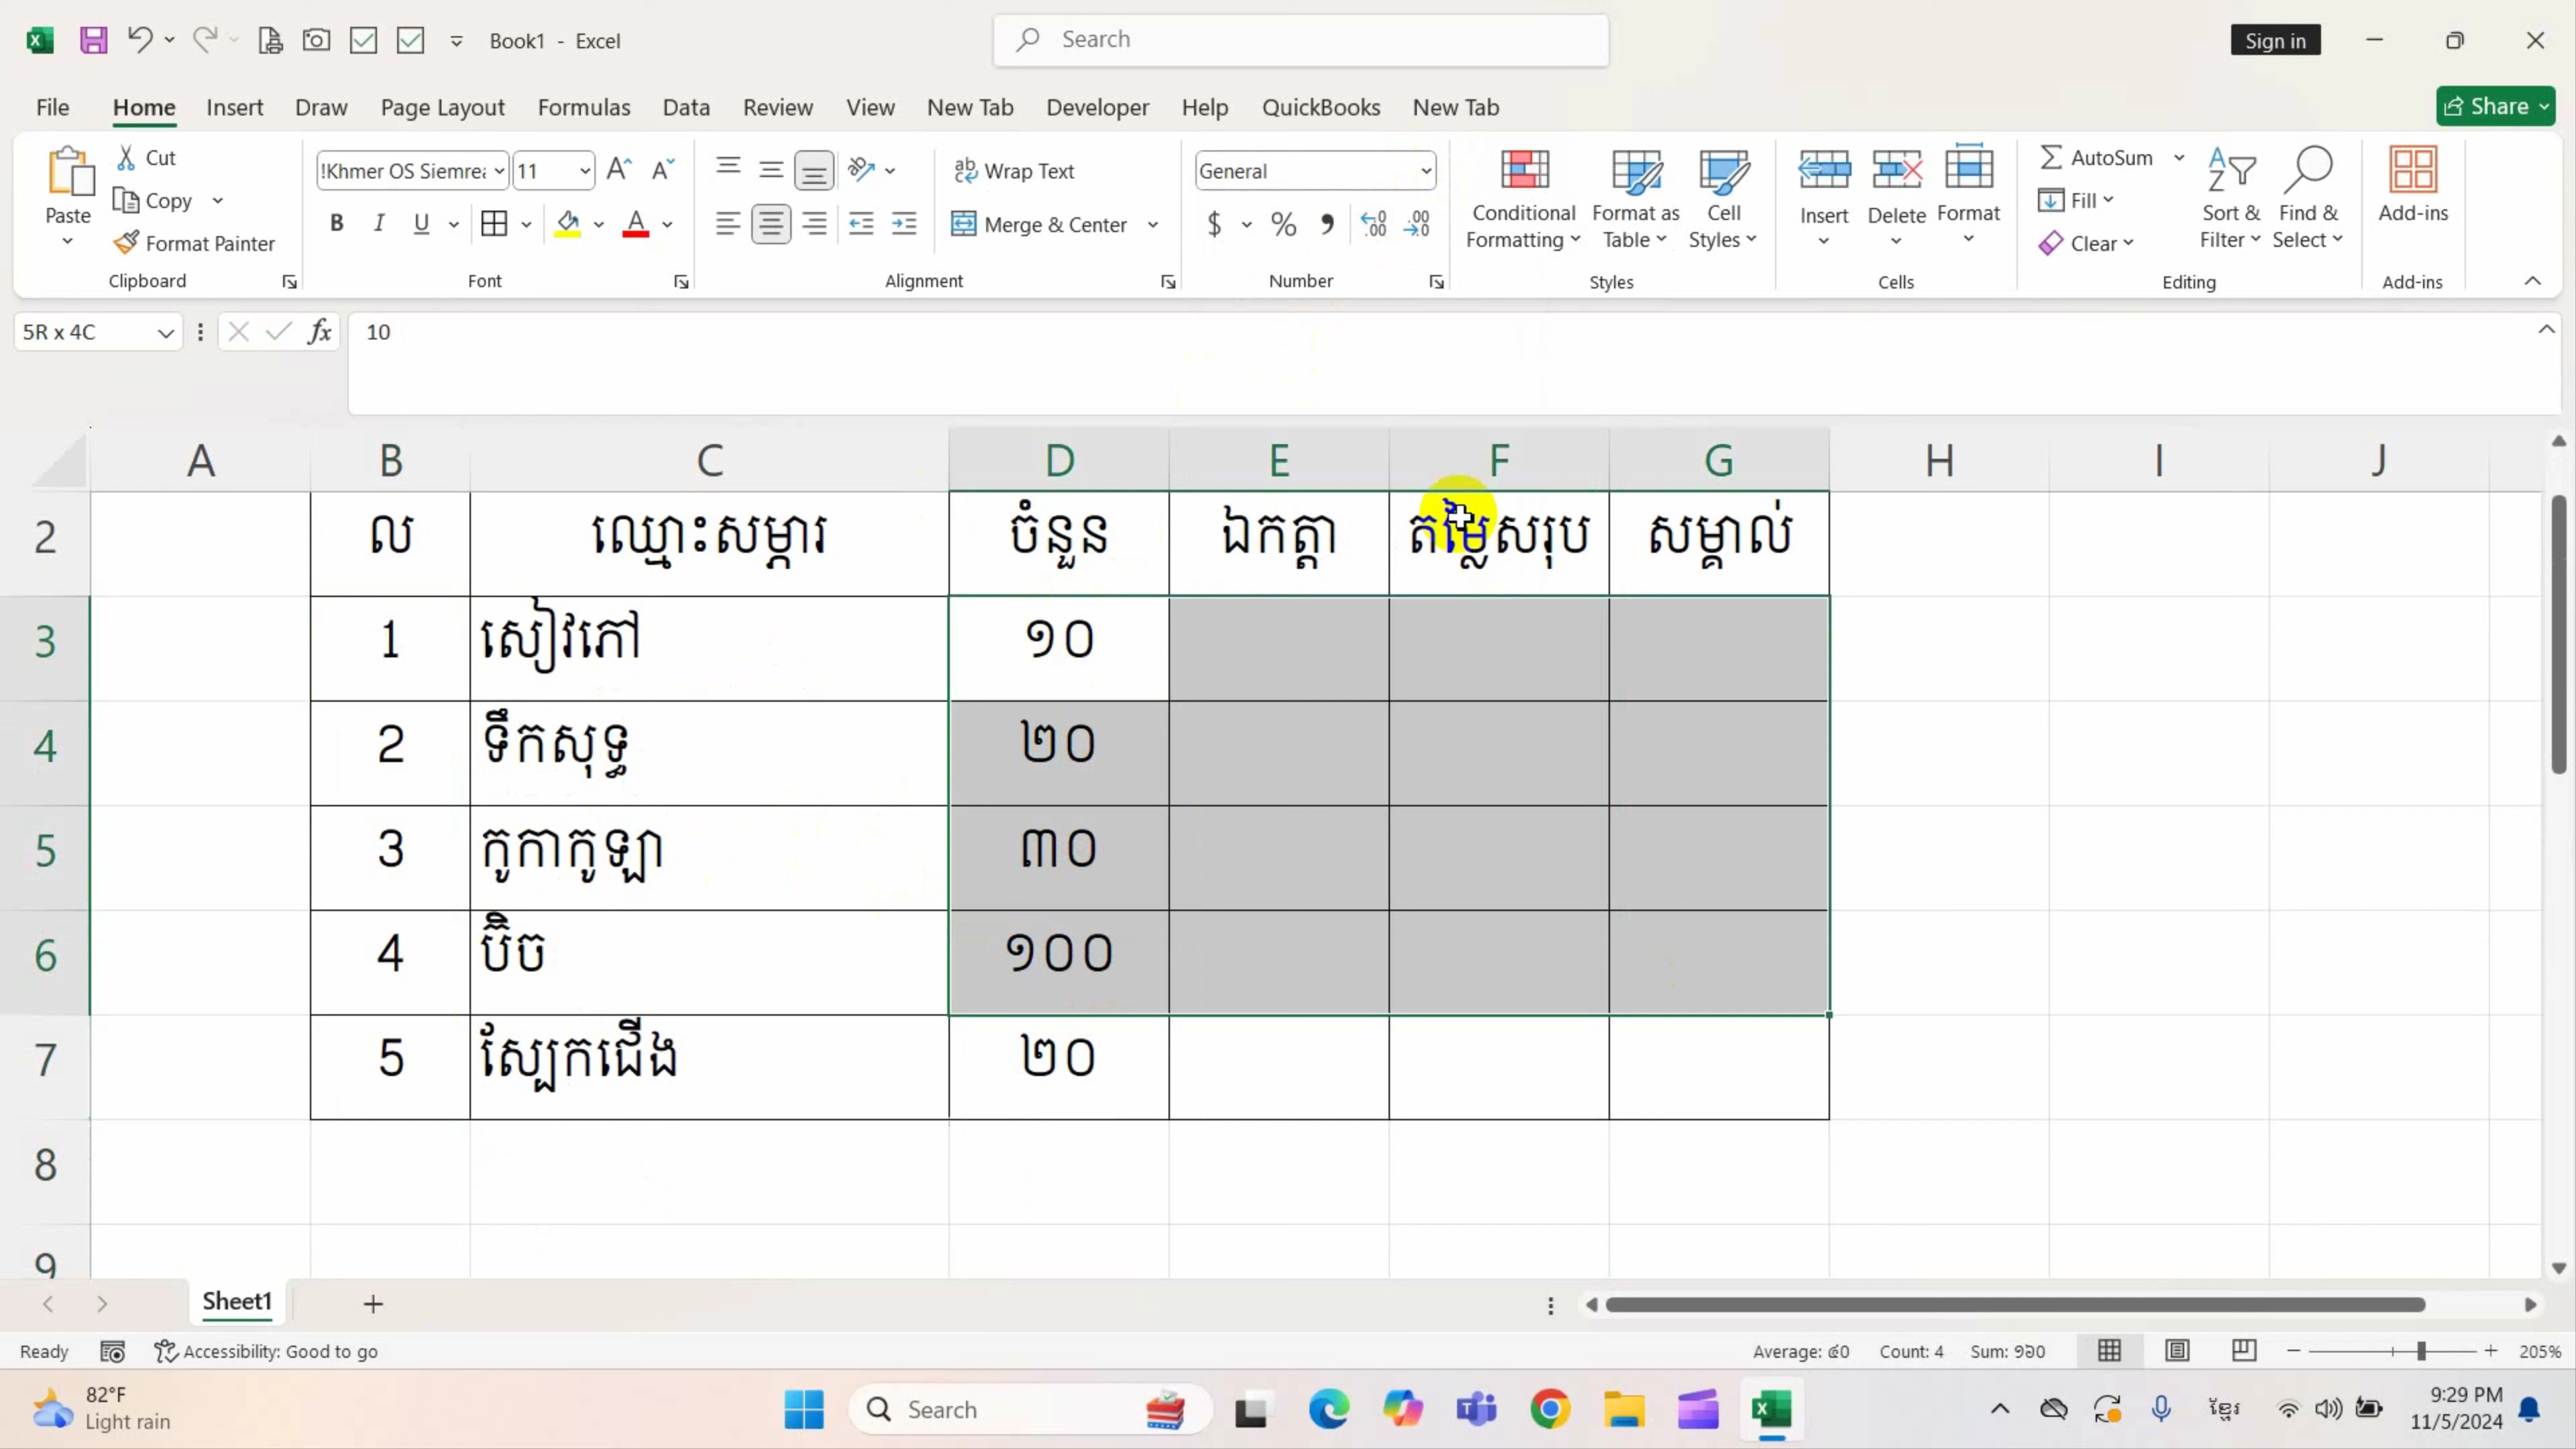 Book1 - Excel
Search
Sign in
File Home Insert Draw Page Layout Formulas Data Review View New Tab Developer Help QuickBooks New Tab
Share
Paste
Cut
Copy
Format Painter
Clipboard
!Khmer OS Siemre
11
B I U
Font
Wrap Text
Merge & Center
Alignment
General
$ % ,
Number
Conditional Formatting
Format as Table
Cell Styles
Styles
Insert
Delete
Format
Cells
AutoSum
Fill
Clear
Sort & Filter
Find & Select
Editing
Add-ins
Add-ins
5R x 4C
fx
10
A B C D E F G H I J
2 ល ឈ្មោះសម្ភារ ចំនួន ឯកត្តា តម្លៃសរុប សម្គាល់
3 1 សៀវភៅ ១០
4 2 ទឹកសុទ្ធ ២០
5 3 កូកាកូឡា ៣០
6 4 ប៊ិច ១០០
7 5 ស្បែកជើង ២០
8
9
Sheet1
Ready
Accessibility: Good to go
Average: ៤០ Count: 4 Sum: ១៦០
205%
82°F
Light rain
Search
ខ្មែរ
9:29 PM
11/5/2024